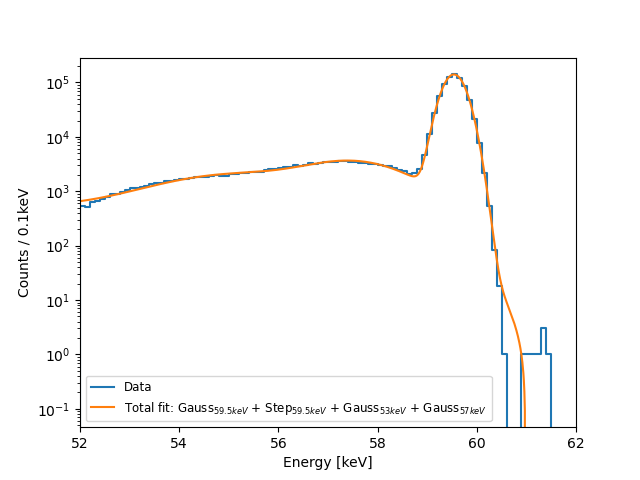 10⁵
10⁴
10³
10²
10¹
10⁰
10⁻¹
Counts / 0.1keV
Data
Total fit: Gauss₅₉.₅ₖₑV + Step₅₉.₅ₖₑV + Gauss₅₃ₖₑV + Gauss₅₇ₖₑV
52 54 56 58 60 62
Energy [keV]